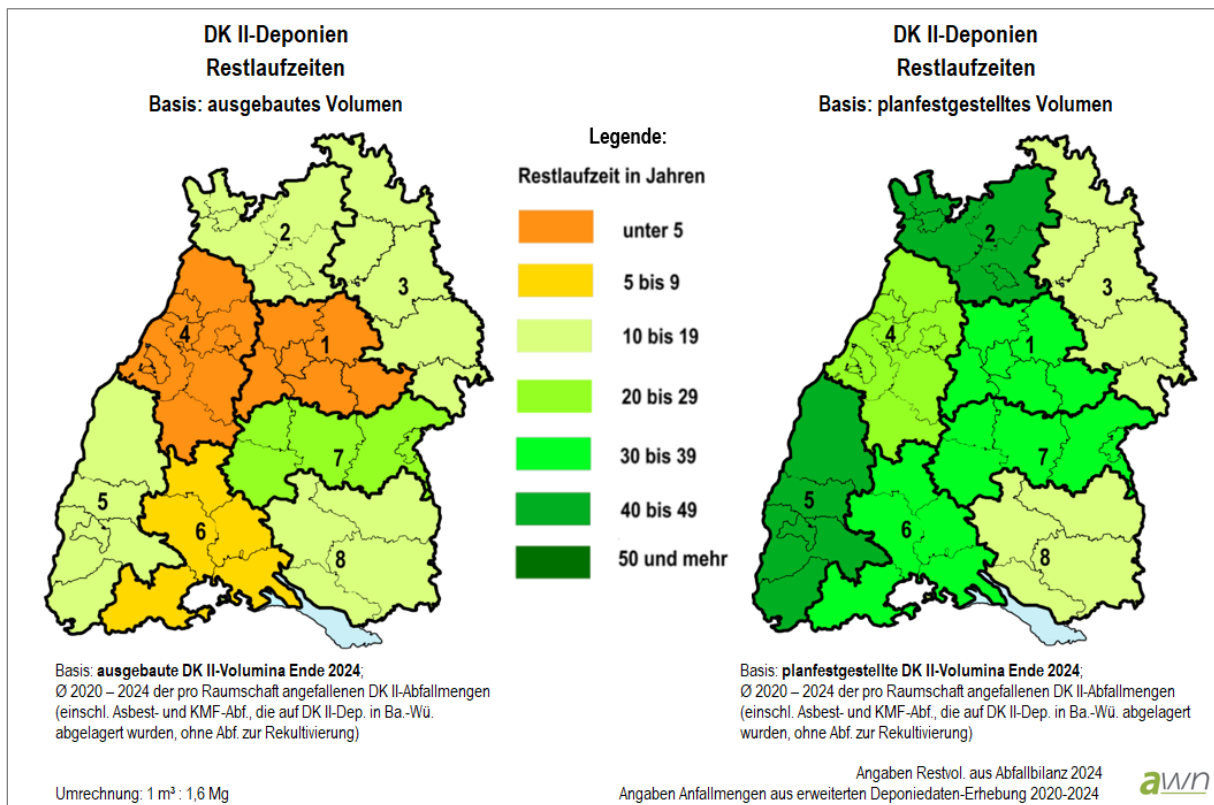 DK II-Deponien
Restlaufzeiten
Basis: ausgebautes Volumen
DK II-Deponien
Restlaufzeiten
Basis: planfestgestelltes Volumen
Legende:
Restlaufzeit in Jahren
unter 5
5 bis 9
10 bis 19
20 bis 29
30 bis 39
40 bis 49
50 und mehr
2
3
4
1
7
5
6
8
2
3
4
1
7
5
6
8
Basis: ausgebaute DK II-Volumina Ende 2024;
Ø 2020 – 2024 der pro Raumschaft angefallenen DK II-Abfallmengen
(einschl. Asbest- und KMF-Abf., die auf DK II-Dep. in Ba.-Wü.
abgelagert wurden, ohne Abf. zur Rekultivierung)
Umrechnung: 1 m³ : 1,6 Mg
Basis: planfestgestellte DK II-Volumina Ende 2024;
Ø 2020 – 2024 der pro Raumschaft angefallenen DK II-Abfallmengen
(einschl. Asbest- und KMF-Abf., die auf DK II-Dep. in Ba.-Wü. abgelagert
wurden, ohne Abf. zur Rekultivierung)
Angaben Restvol. aus Abfallbilanz 2024
Angaben Anfallmengen aus erweiterten Deponiedaten-Erhebung 2020-2024
awn